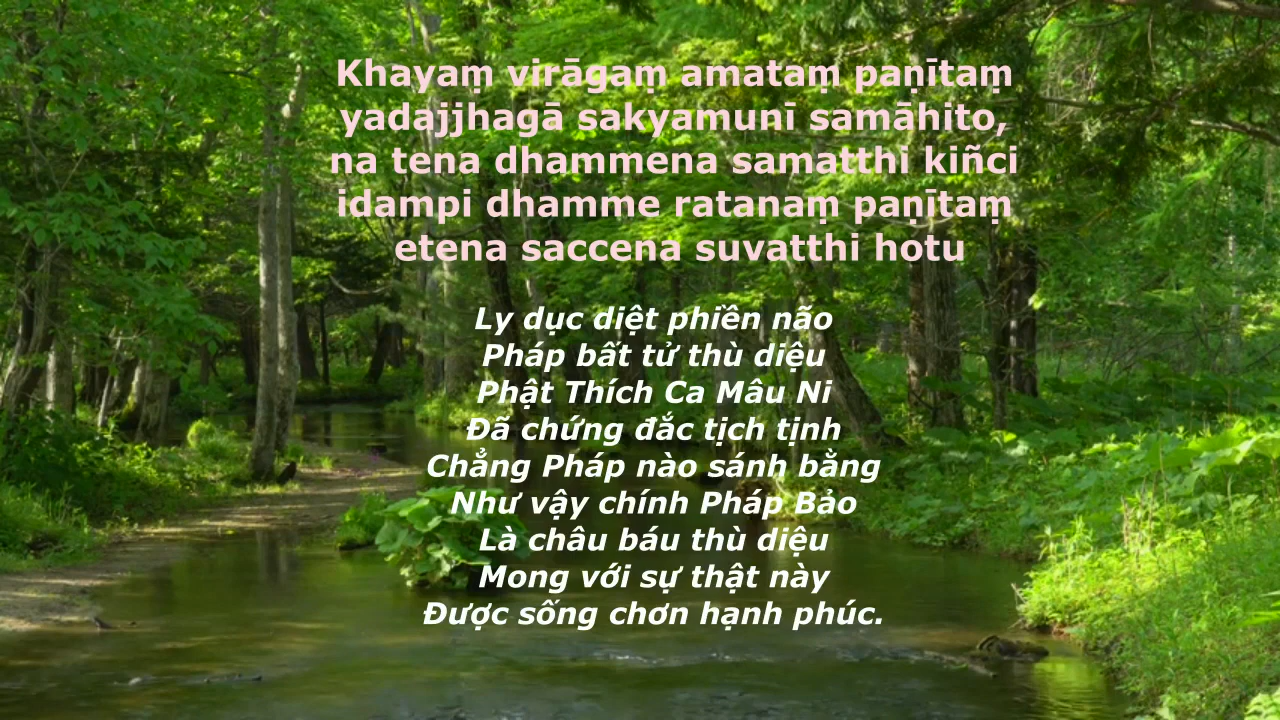 Khayaṃ virāgaṃ amataṃ paṇītaṃ
yadajjhagā sakyamunī samāhito,
na tena dhammena samatthi kiñci
idampi dhamme ratanaṃ paṇītaṃ
etena saccena suvatthi hotu
Ly dục diệt phiền não
Pháp bất tử thù diệu
Phật Thích Ca Mâu Ni
Đã chứng đắc tịch tịnh
Chẳng Pháp nào sánh bằng
Như vậy chính Pháp Bảo
Là châu báu thù diệu
Mong với sự thật này
Được sống chơn hạnh phúc.